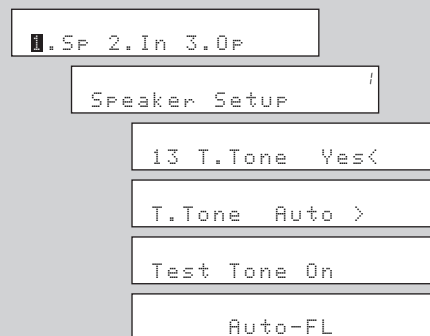 1.Sp 2.In 3.Op
1
Speaker Setup
13 T.Tone Yes<
T.Tone Auto >
Test Tone On
Auto-FL